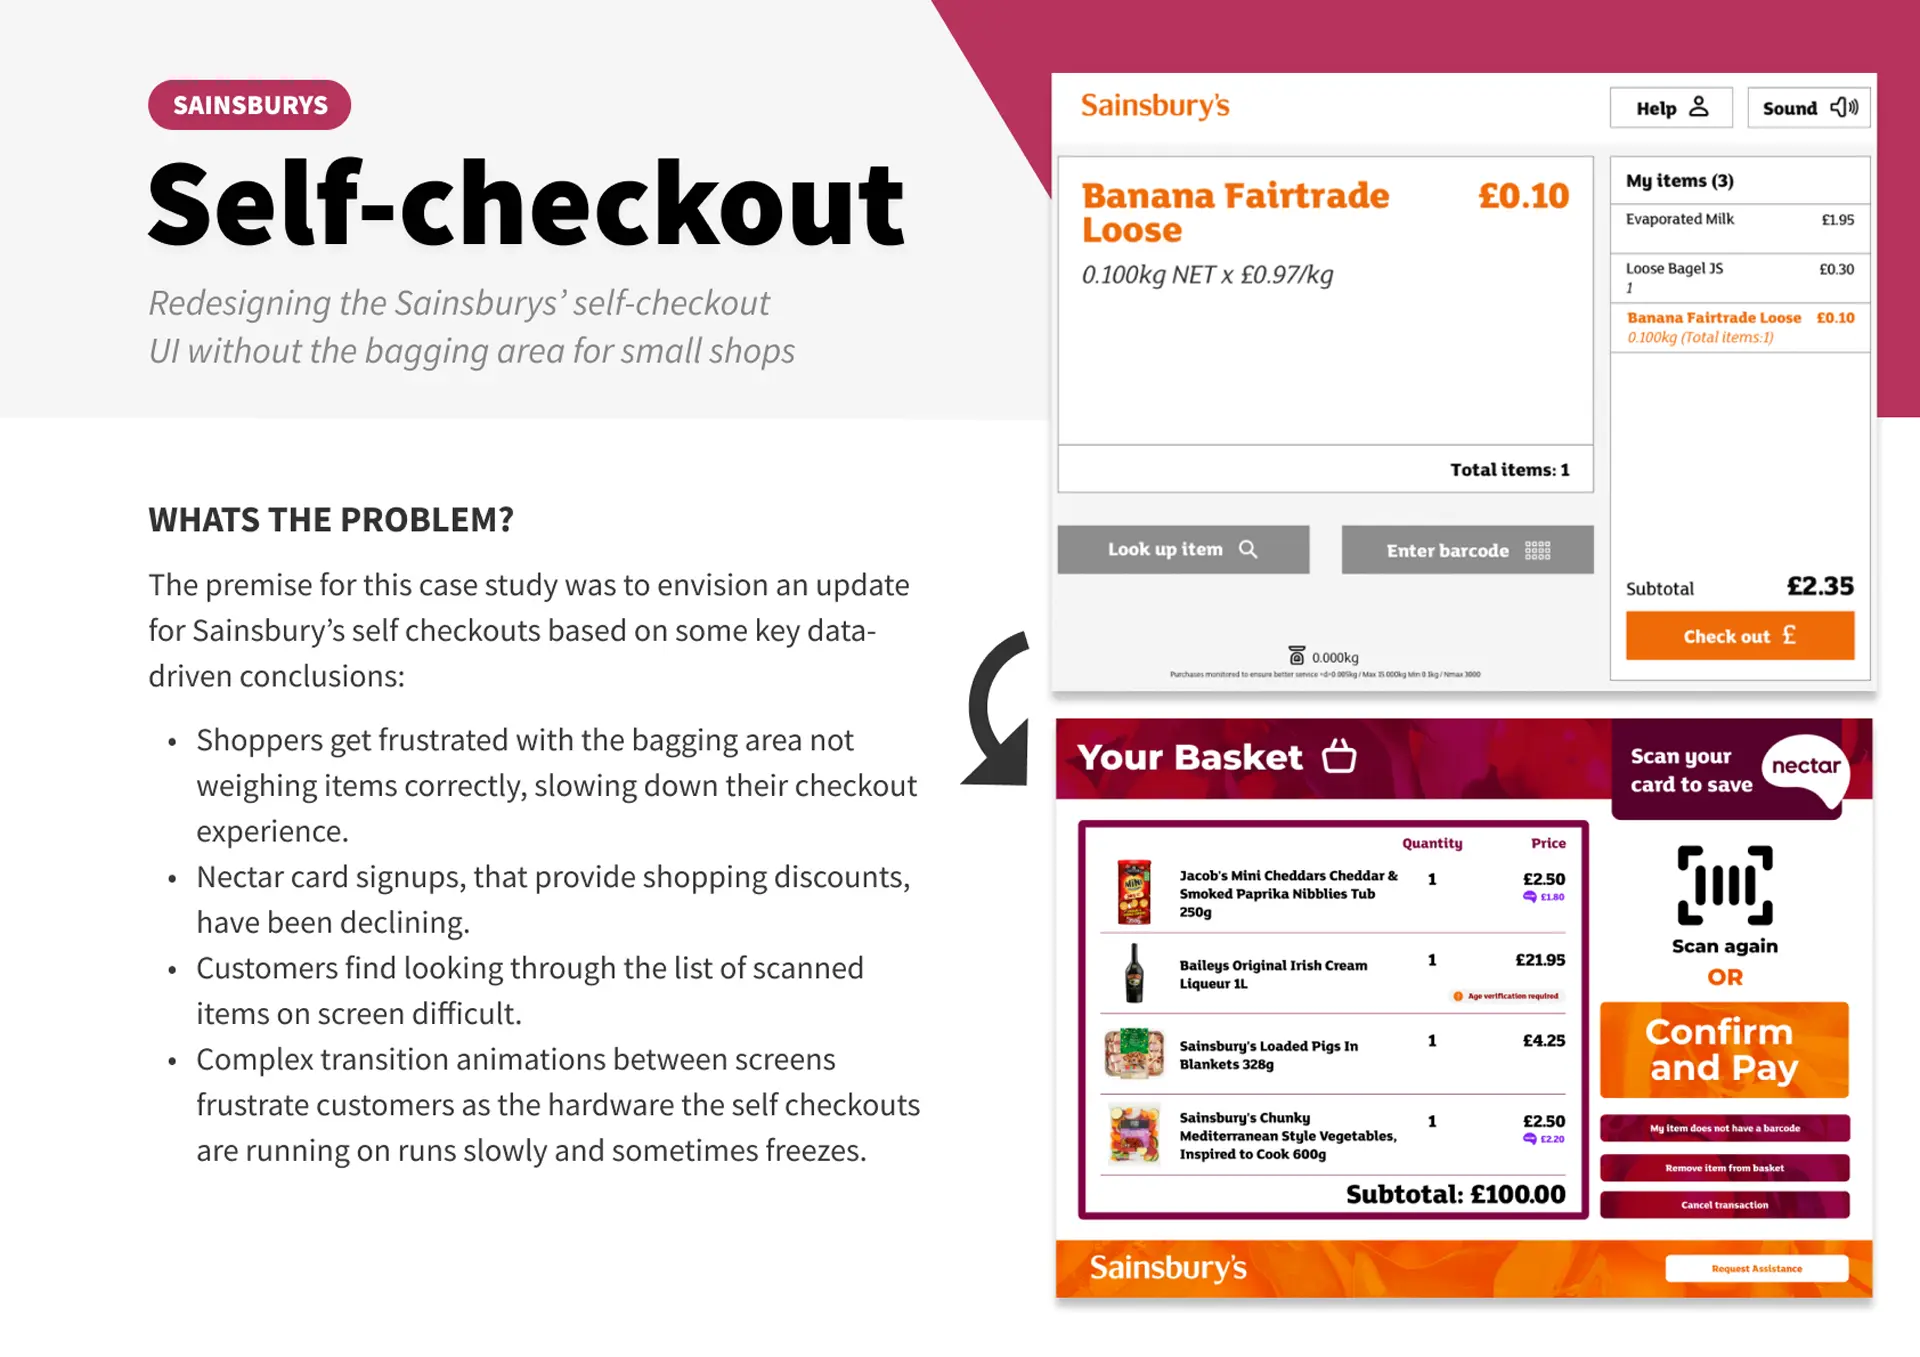 SAINSBURYS
Self-checkout
Redesigning the Sainsburys’ self-checkout
UI without the bagging area for small shops
WHATS THE PROBLEM?
The premise for this case study was to envision an update
for Sainsbury’s self checkouts based on some key data-
driven conclusions:
• Shoppers get frustrated with the bagging area not
weighing items correctly, slowing down their checkout
experience.
• Nectar card signups, that provide shopping discounts,
have been declining.
• Customers find looking through the list of scanned
items on screen difficult.
• Complex transition animations between screens
frustrate customers as the hardware the self checkouts
are running on runs slowly and sometimes freezes.
Sainsbury's
Help
Sound
Banana Fairtrade £0.10
Loose
0.100kg NET x £0.97/kg
Total items: 1
Look up item
Enter barcode
0.000kg
Purchases monitored to ensure better service
My items (3)
Evaporated Milk £1.95
Loose Bagel JS £0.30
1
Banana Fairtrade Loose £0.10
0.100kg (Total items:1)
Subtotal £2.35
Check out £
Your Basket
Scan your
card to save
nectar
Quantity Price
Jacob's Mini Cheddars Cheddar & 1 £2.50
Smoked Paprika Nibblies Tub £1.80
250g
Baileys Original Irish Cream 1 £21.95
Liqueur 1L
Age verification required
Sainsbury's Loaded Pigs In 1 £4.25
Blankets 328g
Sainsbury's Chunky 1 £2.50
Mediterranean Style Vegetables, £2.20
Inspired to Cook 600g
Subtotal: £100.00
Scan again
OR
Confirm
and Pay
My item does not have a barcode
Remove item from basket
Cancel transaction
Sainsbury's
Request Assistance